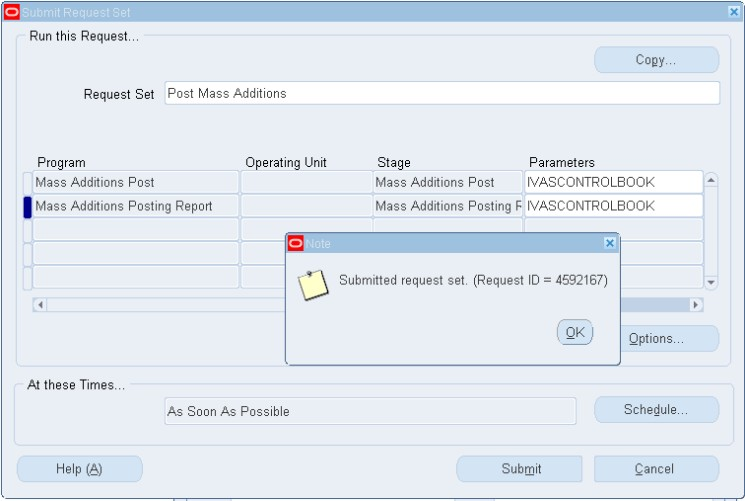 Submit Request Set
Run this Request...
Copy...
Request Set Post Mass Additions
Program Operating Unit Stage Parameters
Mass Additions Post Mass Additions Post IVASCONTROLBOOK
Mass Additions Posting Report Mass Additions Posting R IVASCONTROLBOOK
Note
Submitted request set. (Request ID = 4592167)
OK
Options...
At these Times...
As Soon As Possible
Schedule...
Help (A) Submit Cancel